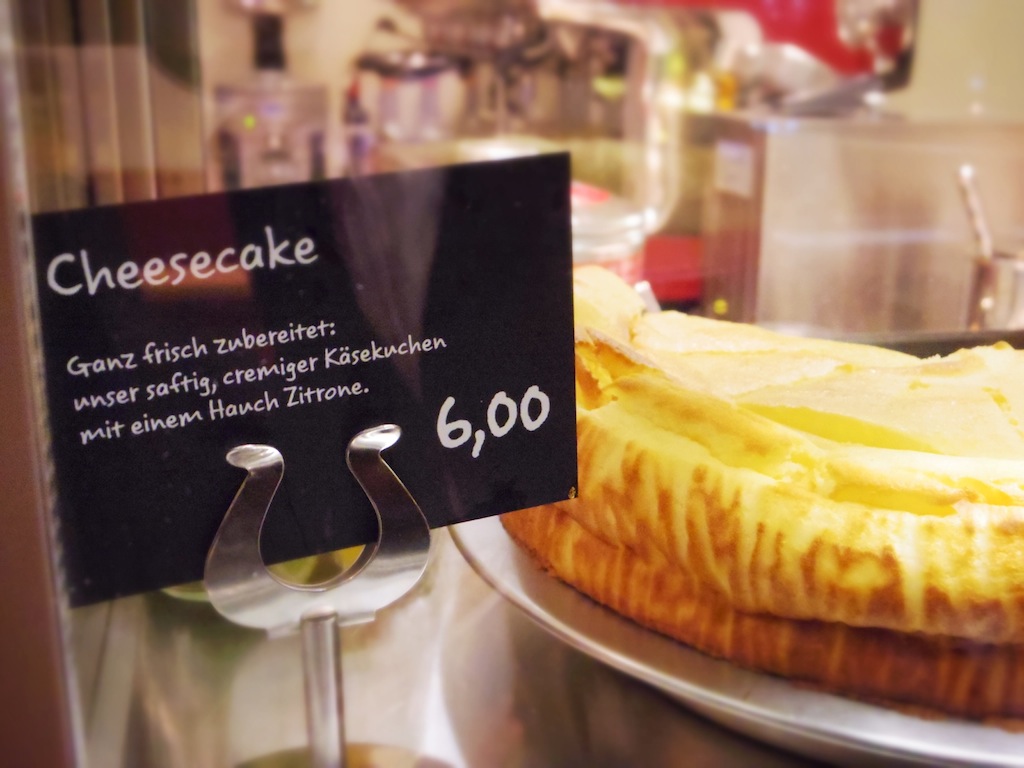 Cheesecake
Ganz frisch zubereitet:
unser saftig, cremiger Käsekuchen
mit einem Hauch Zitrone.
6,00